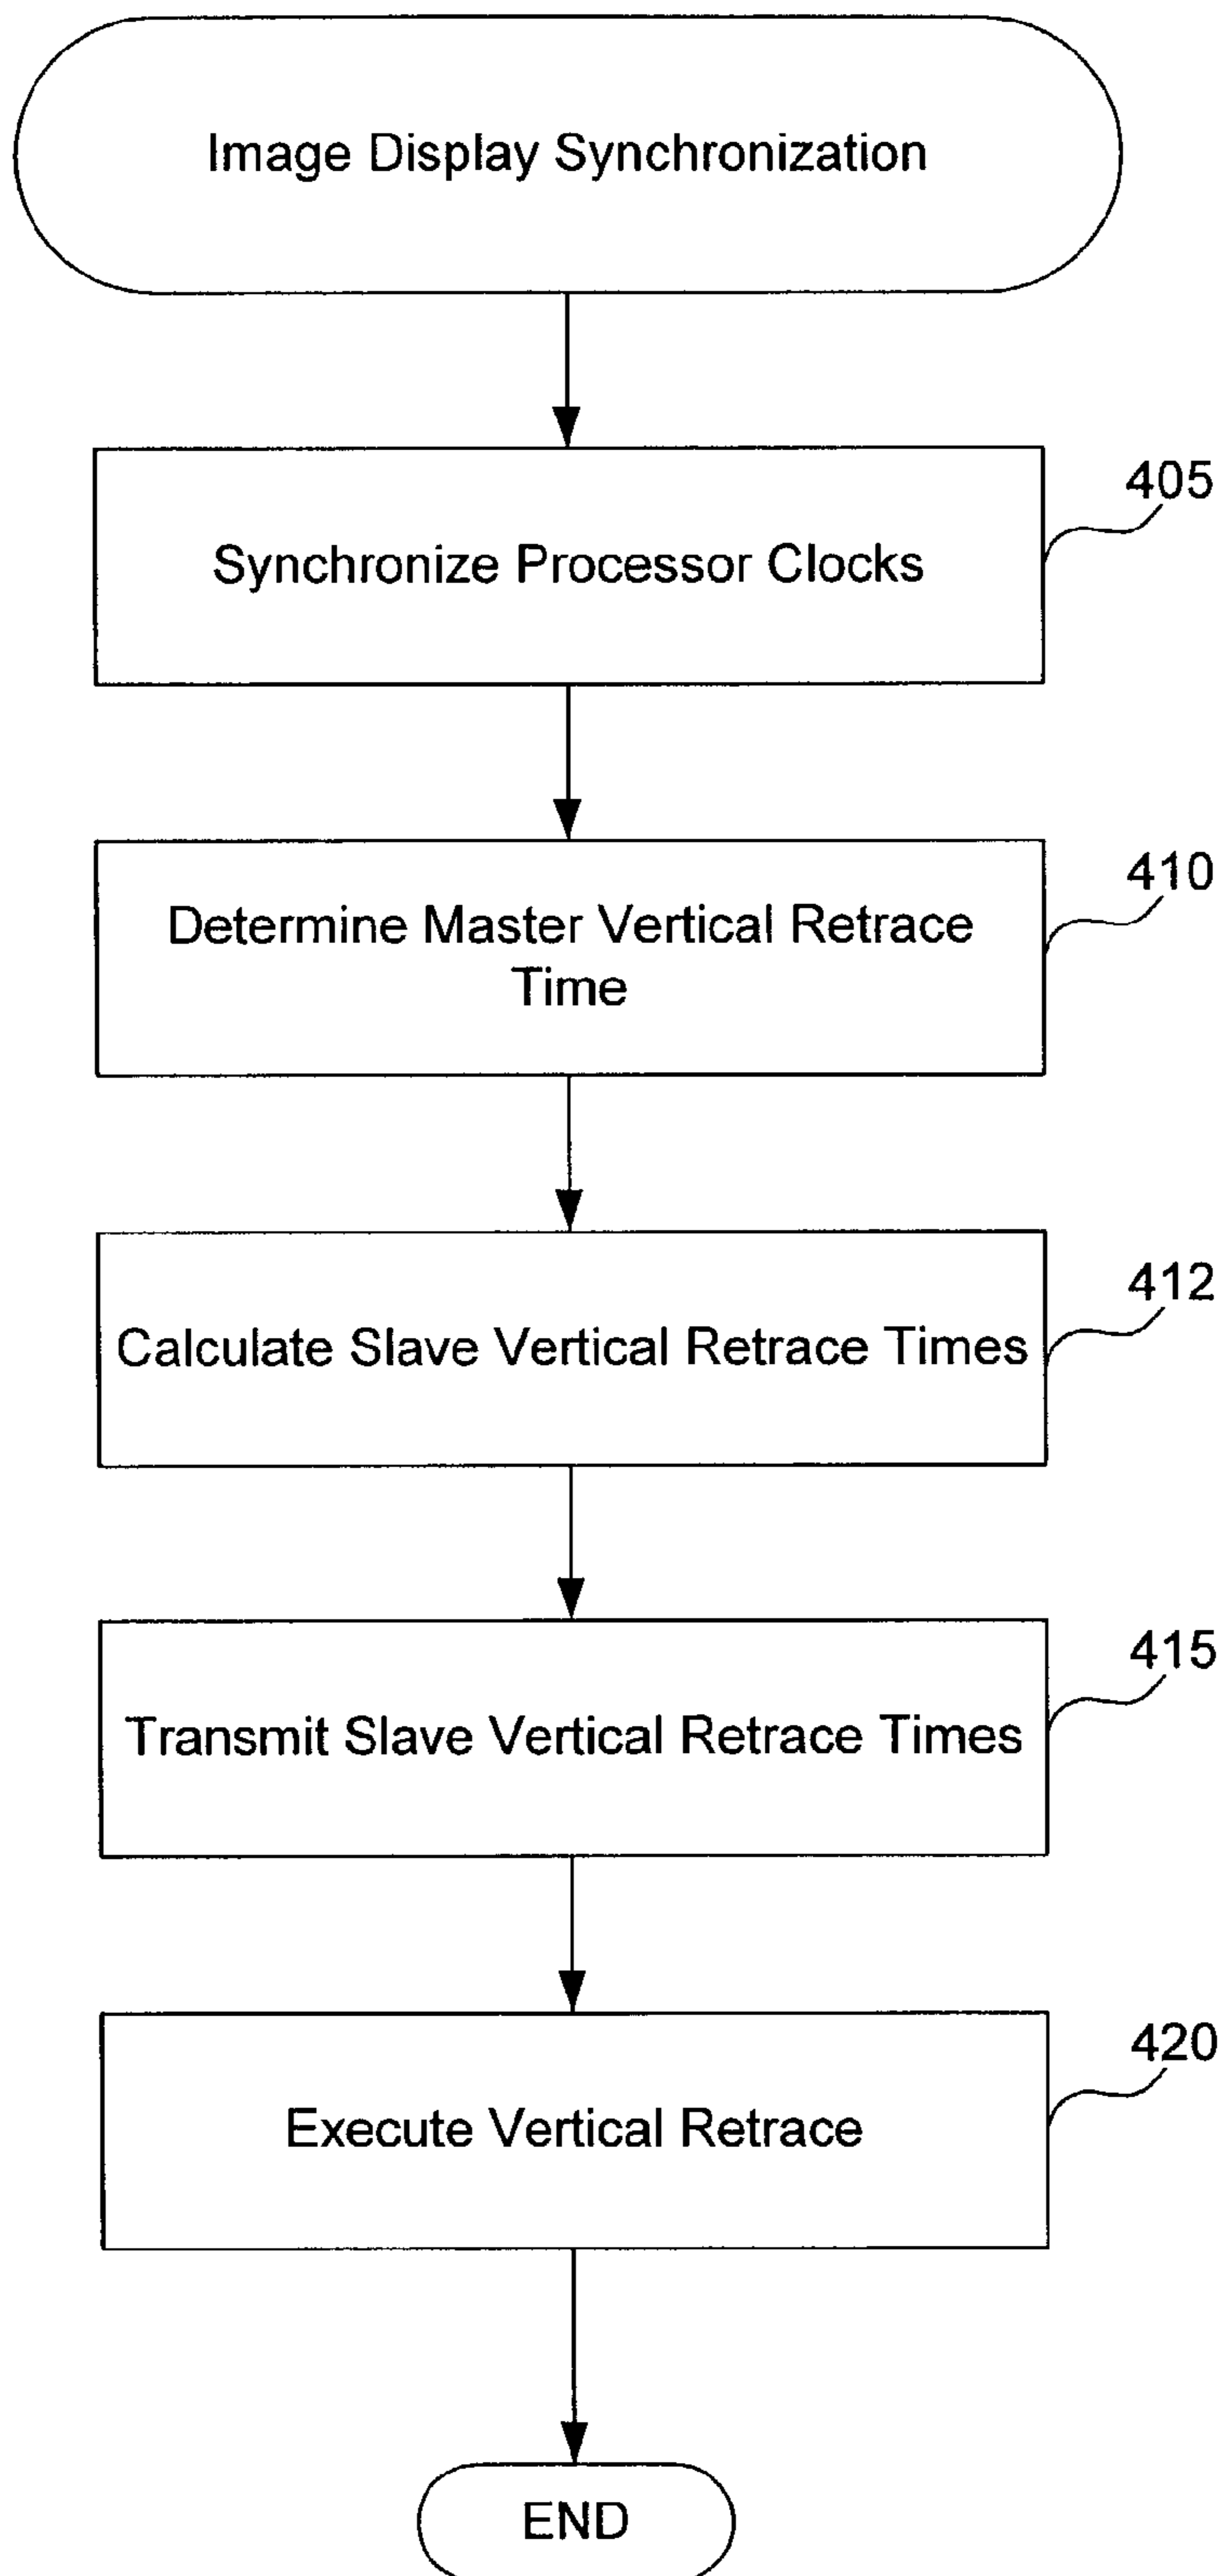 Image Display Synchronization
405
Synchronize Processor Clocks
410
Determine Master Vertical Retrace
Time
412
Calculate Slave Vertical Retrace Times
415
Transmit Slave Vertical Retrace Times
420
Execute Vertical Retrace
END